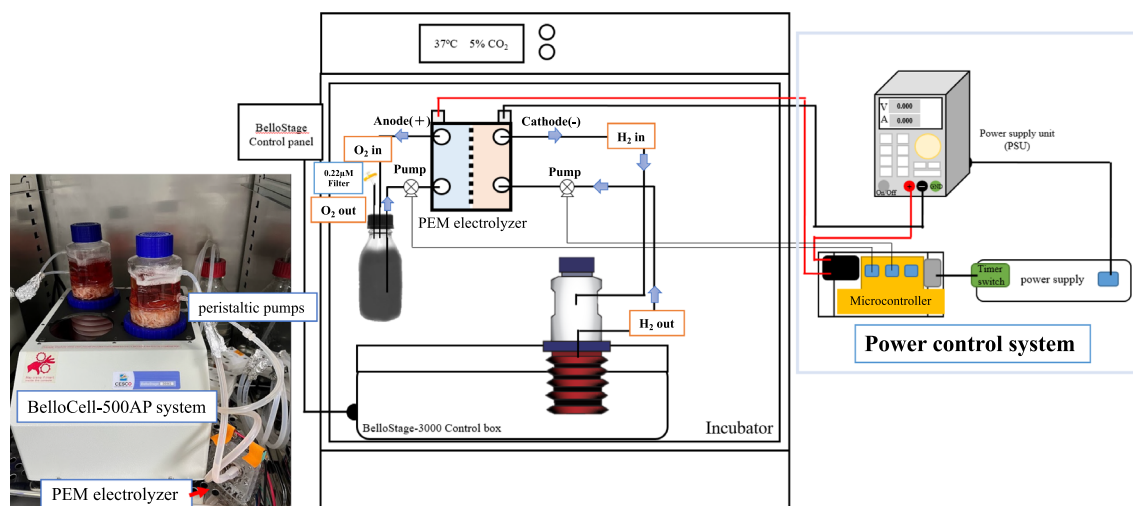 37℃ 5% CO₂
BelloStage
Control panel
Anode(+)
Cathode(-)
O₂ in
H₂ in
0.22μM
Filter
Pump
Pump
O₂ out
PEM electrolyzer
H₂ out
BelloStage-3000 Control box
Incubator
peristaltic pumps
CESCO
BelloCell-500AP system
PEM electrolyzer
V 0.000
A 0.000
On/Off
+
−
GND
Power supply unit
(PSU)
Timer
switch
power supply
Microcontroller
Power control system